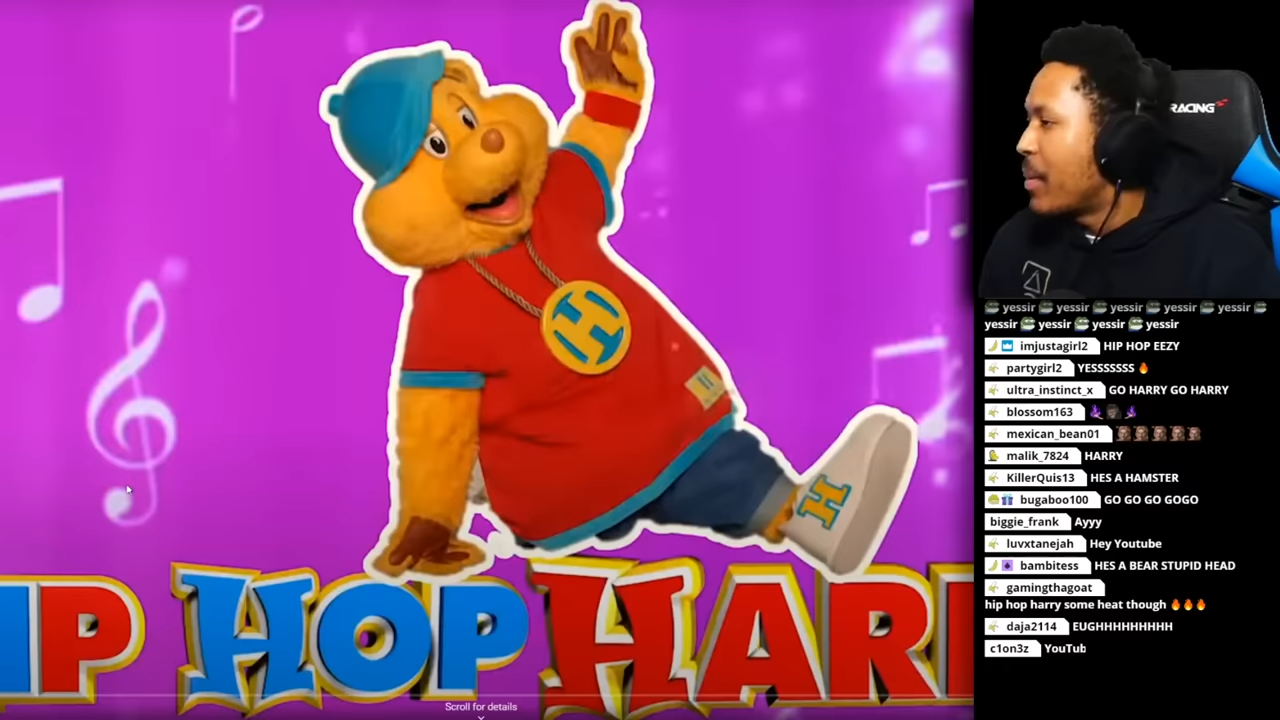 RACING
H
H
IP HOP HAR
Scroll for details
yessir yessir yessir yessir yessir
yessir yessir yessir yessir
imjustagirl2 HIP HOP EEZY
partygirl2 YESSSSSSS
ultra_instinct_x GO HARRY GO HARRY
blossom163
mexican_bean01
malik_7824 HARRY
KillerQuis13 HES A HAMSTER
bugaboo100 GO GO GO GOGO
biggie_frank Ayyy
luvxtanejah Hey Youtube
bambitess HES A BEAR STUPID HEAD
gamingthagoat
hip hop harry some heat though
daja2114 EUGHHHHHHHHH
c1on3z YouTub